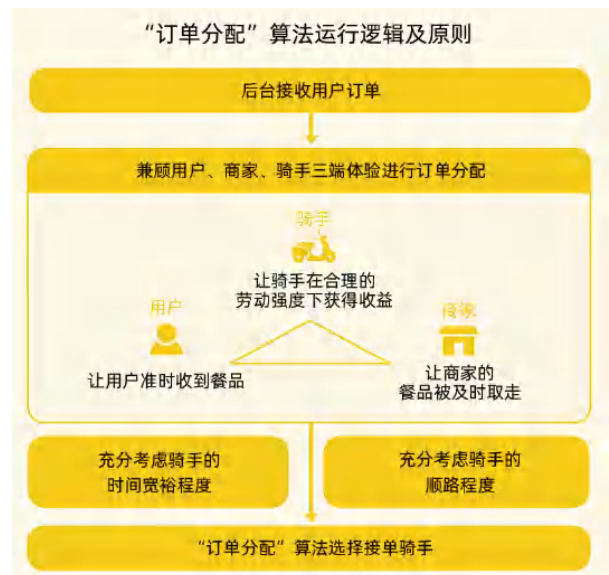 “订单分配”算法运行逻辑及原则
后台接收用户订单
兼顾用户、商家、骑手三端体验进行订单分配
骑手
让骑手在合理的
劳动强度下获得收益
用户
让用户准时收到餐品
商家
让商家的
餐品被及时取走
充分考虑骑手的
时间宽裕程度
充分考虑骑手的
顺路程度
“订单分配”算法选择接单骑手